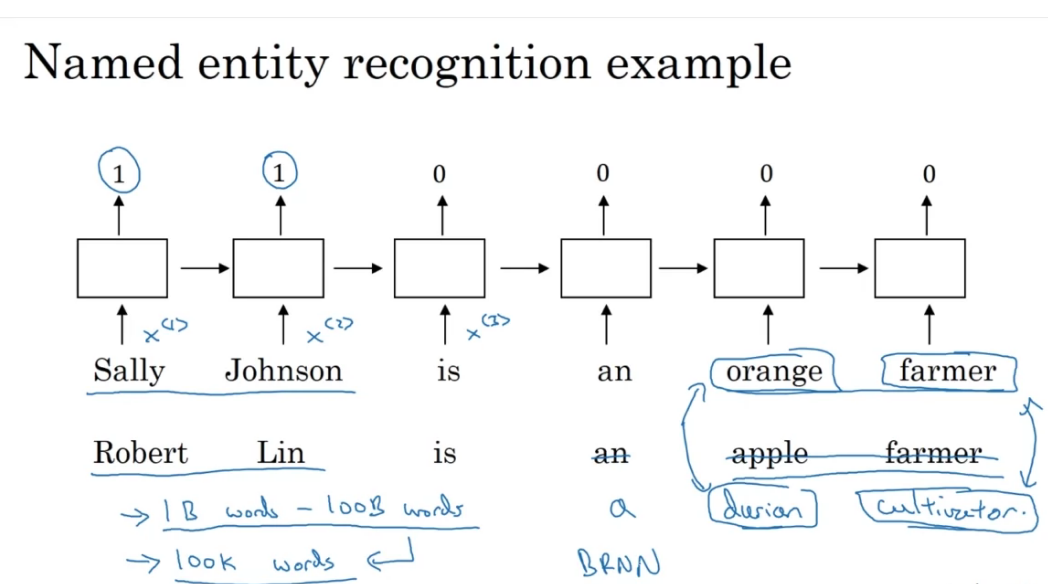 Named entity recognition example
1 1 0 0 0 0
x<1> x<2> x<3>
Sally Johnson is an orange farmer
Robert Lin is an apple farmer
→ 1B words – 100B words a durian cultivator.
→ 100k words BRNN